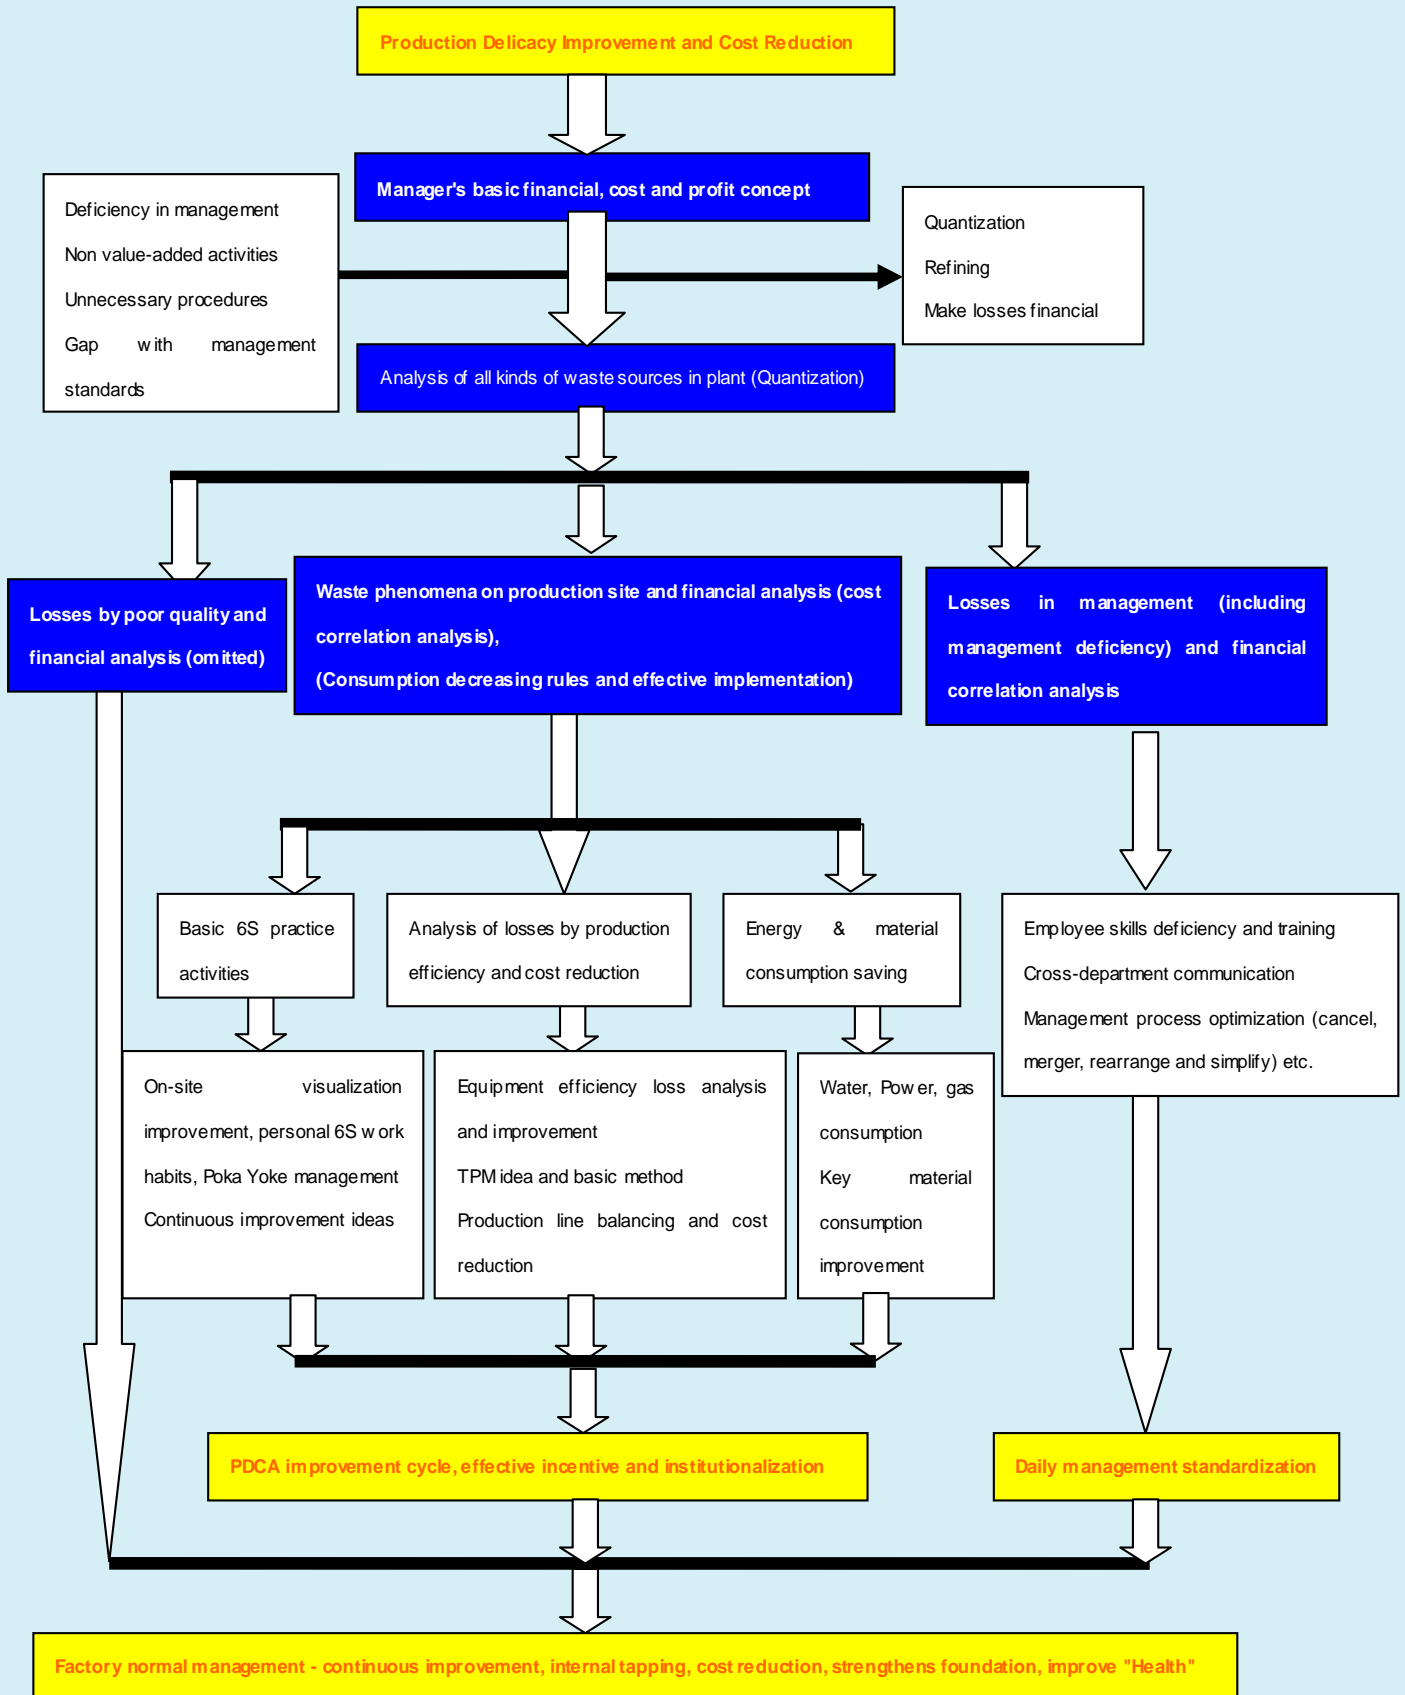 Production Delicacy Improvement and Cost Reduction
Manager's basic financial, cost and profit concept
Deficiency in management
Non value-added activities
Unnecessary procedures
Gap with management
standards
Quantization
Refining
Make losses financial
Analysis of all kinds of waste sources in plant (Quantization)
Losses by poor quality and
financial analysis (omitted)
Waste phenomena on production site and financial analysis (cost
correlation analysis),
(Consumption decreasing rules and effective implementation)
Losses in management (including
management deficiency) and financial
correlation analysis
Basic 6S practice
activities
Analysis of losses by production
efficiency and cost reduction
Energy & material
consumption saving
Employee skills deficiency and training
Cross-department communication
Management process optimization (cancel,
merger, rearrange and simplify) etc.
On-site visualization
improvement, personal 6S work
habits, Poka Yoke management
Continuous improvement ideas
Equipment efficiency loss analysis
and improvement
TPM idea and basic method
Production line balancing and cost
reduction
Water, Power, gas
consumption
Key material
consumption
improvement
PDCA improvement cycle, effective incentive and institutionalization
Daily management standardization
Factory normal management - continuous improvement, internal tapping, cost reduction, strengthens foundation, improve "Health"